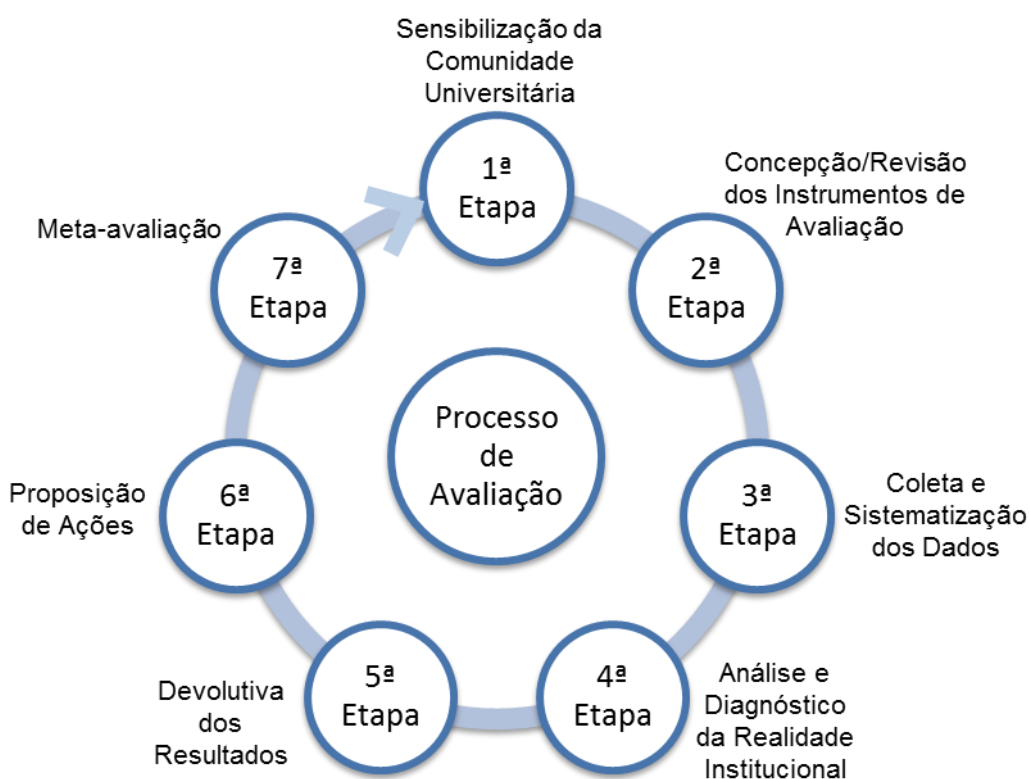 Sensibilização da
Comunidade
Universitária
1ª
Etapa
Concepção/Revisão
dos Instrumentos de
Avaliação
2ª
Etapa
Coleta e
Sistematização
dos Dados
3ª
Etapa
Análise e
Diagnóstico
da Realidade
Institucional
4ª
Etapa
Devolutiva
dos
Resultados
5ª
Etapa
Proposição
de Ações
6ª
Etapa
Meta-avaliação
7ª
Etapa
Processo
de
Avaliação